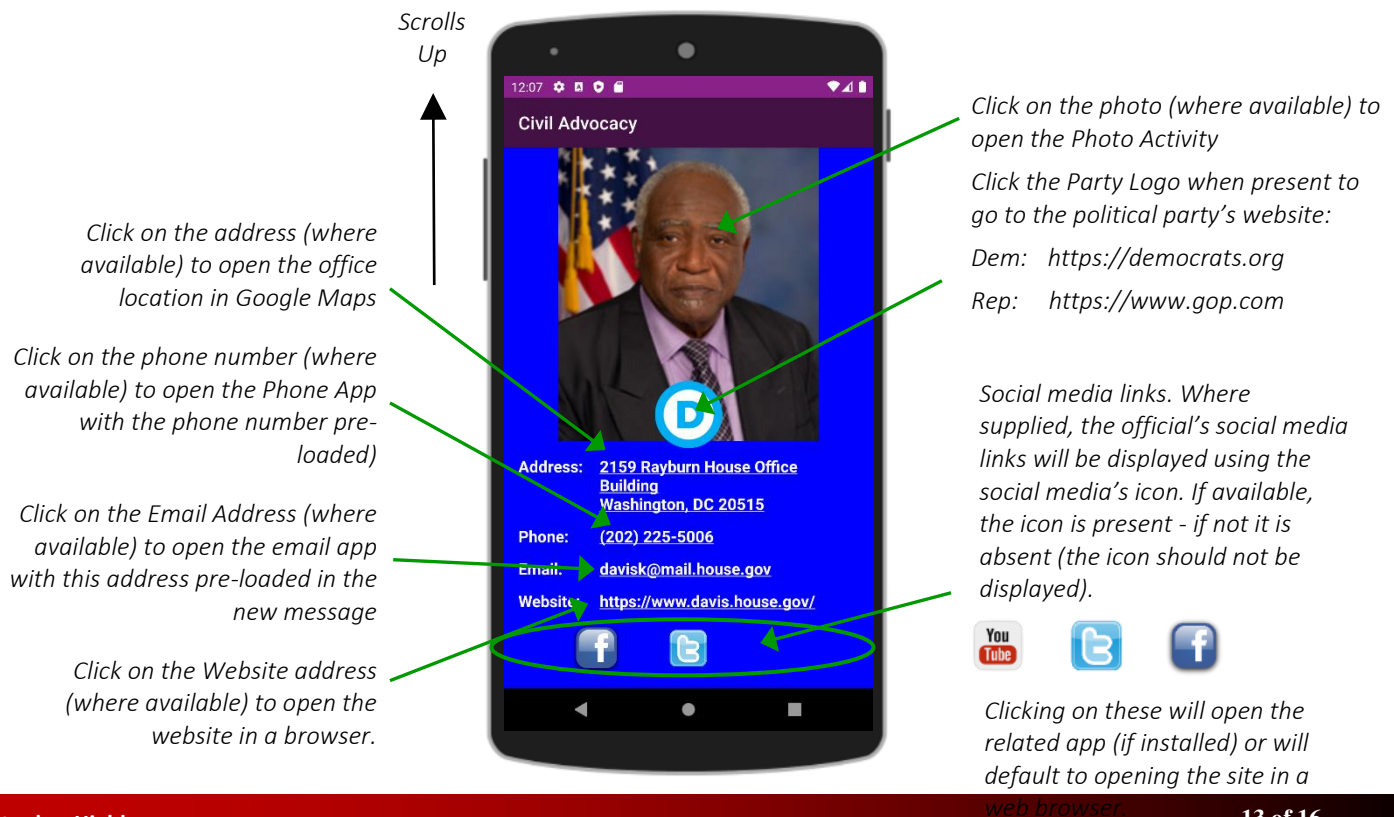 Scrolls
Up
Click on the address (where
available) to open the office
location in Google Maps
Click on the phone number (where
available) to open the Phone App
with the phone number pre-
loaded)
Click on the Email Address (where
available) to open the email app
with this address pre-loaded in the
new message
Click on the Website address
(where available) to open the
website in a browser.
12:07
Civil Advocacy
D
Address: 2159 Rayburn House Office
Building
Washington, DC 20515
Phone: (202) 225-5006
Email: davisk@mail.house.gov
Website: https://www.davis.house.gov/
f
t
Click on the photo (where available) to
open the Photo Activity
Click the Party Logo when present to
go to the political party’s website:
Dem: https://democrats.org
Rep: https://www.gop.com
Social media links. Where
supplied, the official’s social media
links will be displayed using the
social media’s icon. If available,
the icon is present - if not it is
absent (the icon should not be
displayed).
You
Tube
t
f
Clicking on these will open the
related app (if installed) or will
default to opening the site in a
web browser.
13 of 16